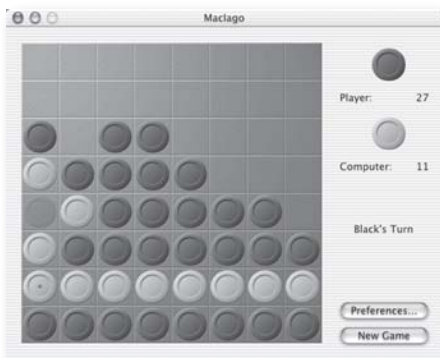 Maclago
Player: 27
Computer: 11
Black's Turn
Preferences...
New Game